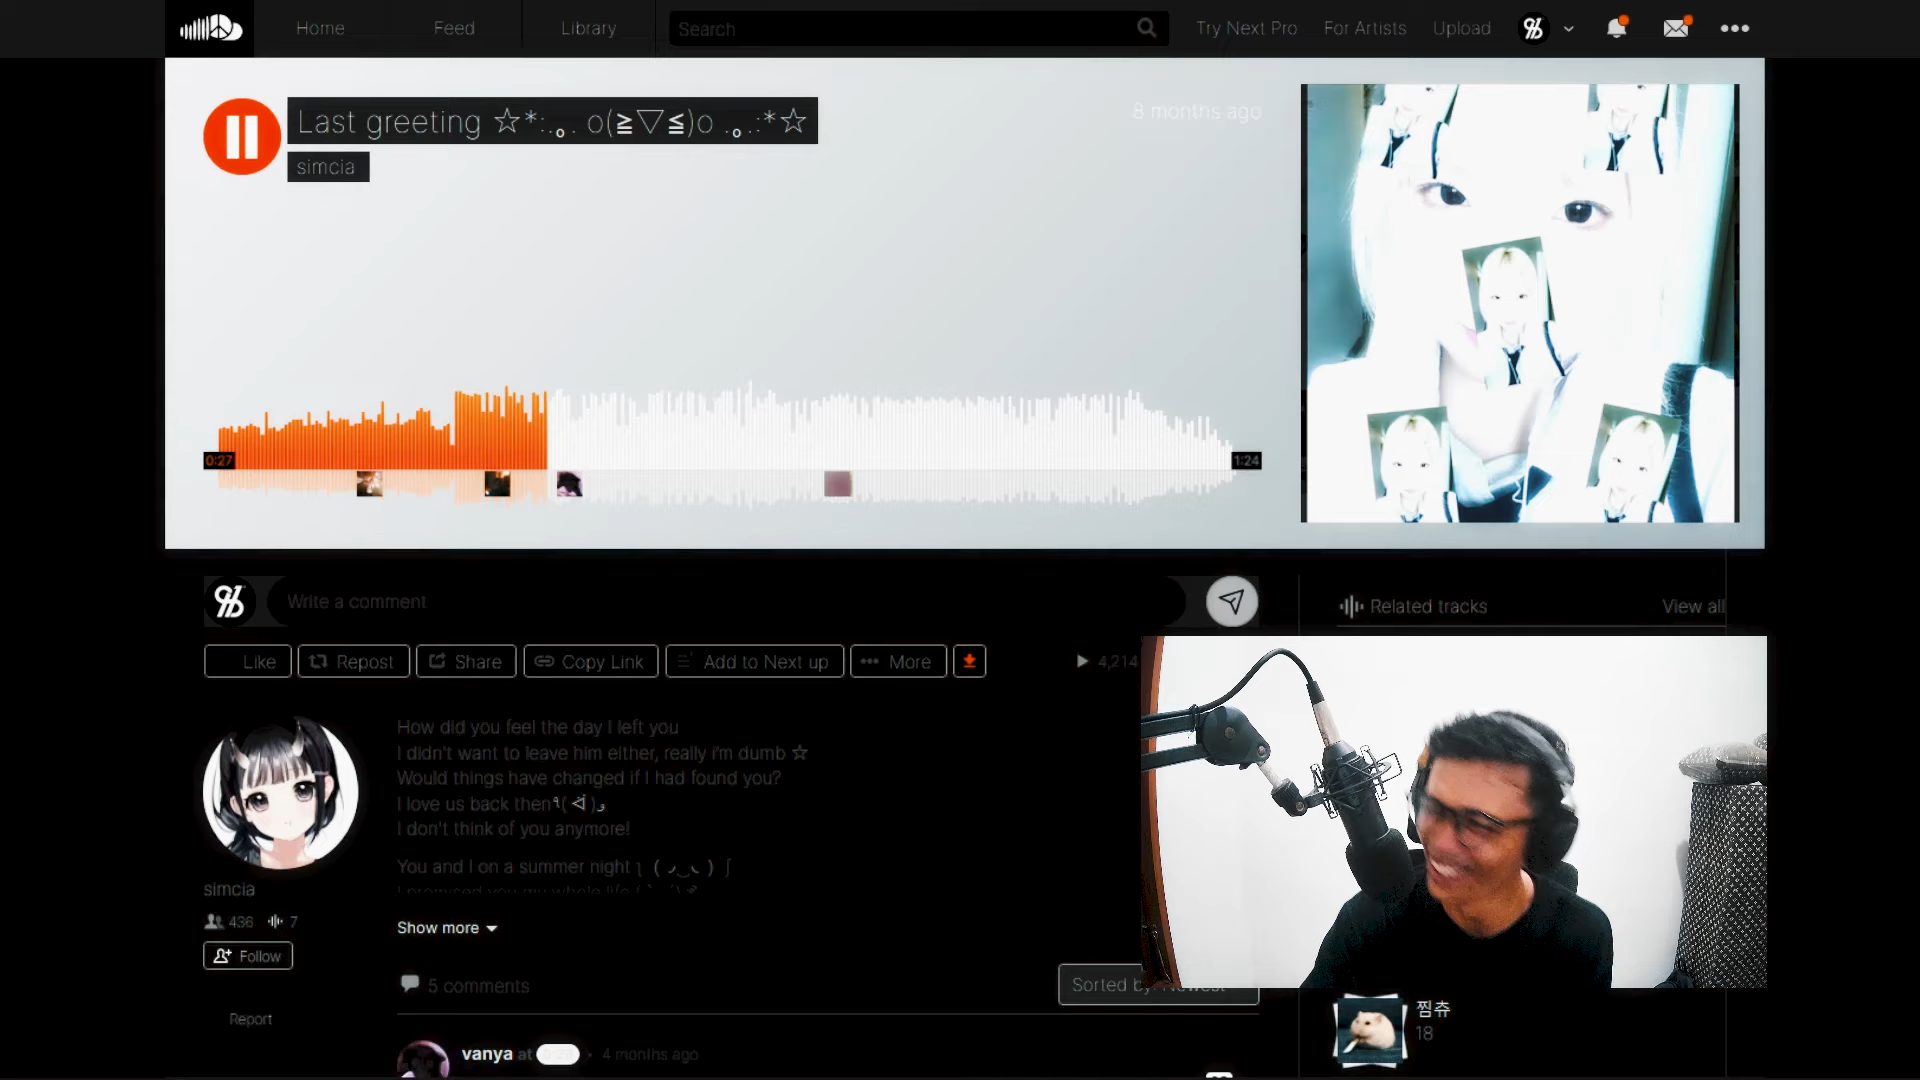 Home
Feed
Library
Search
Try Next Pro
For Artists
Upload
Last greeting ☆*:.｡. o(≧▽≦)o .｡.:*☆
simcia
8 months ago
0:27
1:24
Write a comment
Related tracks
View all
Like
Repost
Share
Copy Link
Add to Next up
More
4,214
How did you feel the day I left you
I didn't want to leave him either, really i'm dumb ☆
Would things have changed if I had found you?
I love us back then
I don't think of you anymore!
You and I on a summer night
simcia
436
7
Follow
Show more
5 comments
Sorted by: Newest
Report
vanya at
4 months ago
찜츄
18